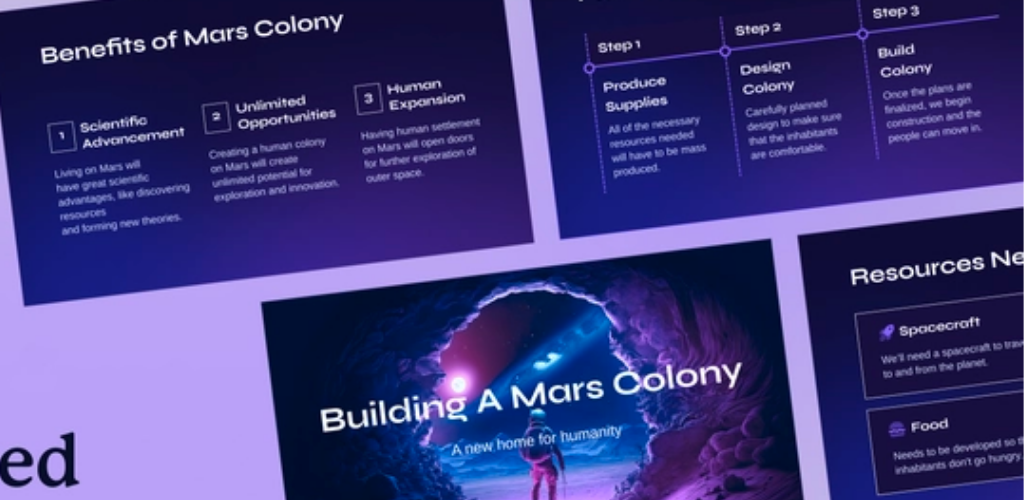 Benefits of Mars Colony
1 Scientific
Advancement
Living on Mars will
have great scientific
advantages, like discovering
resources
and forming new theories.
2 Unlimited
Opportunities
Creating a human colony
on Mars will create
unlimited potential for
exploration and innovation.
3 Human
Expansion
Having human settlement
on Mars will open doors
for further exploration of
outer space.
Step 1
Produce
Supplies
All of the necessary
resources needed
will have to be mass
produced.
Step 2
Design
Colony
Carefully planned
design to make sure
that the inhabitants
are comfortable.
Step 3
Build
Colony
Once the plans are
finalized, we begin
construction and the
people can move in.
Building A Mars Colony
A new home for humanity
Resources Ne
Spacecraft
We'll need a spacecraft to trav
to and from the planet.
Food
Needs to be developed so th
inhabitants don't go hungry.
ed